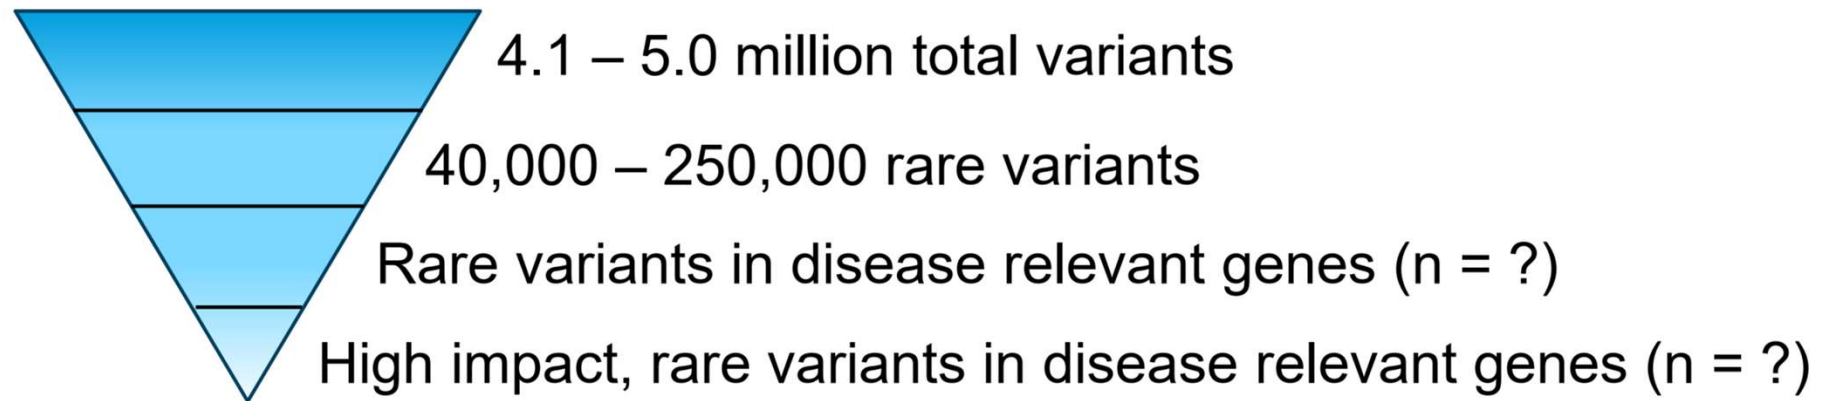 4.1 – 5.0 million total variants
40,000 – 250,000 rare variants
Rare variants in disease relevant genes (n = ?)
High impact, rare variants in disease relevant genes (n = ?)